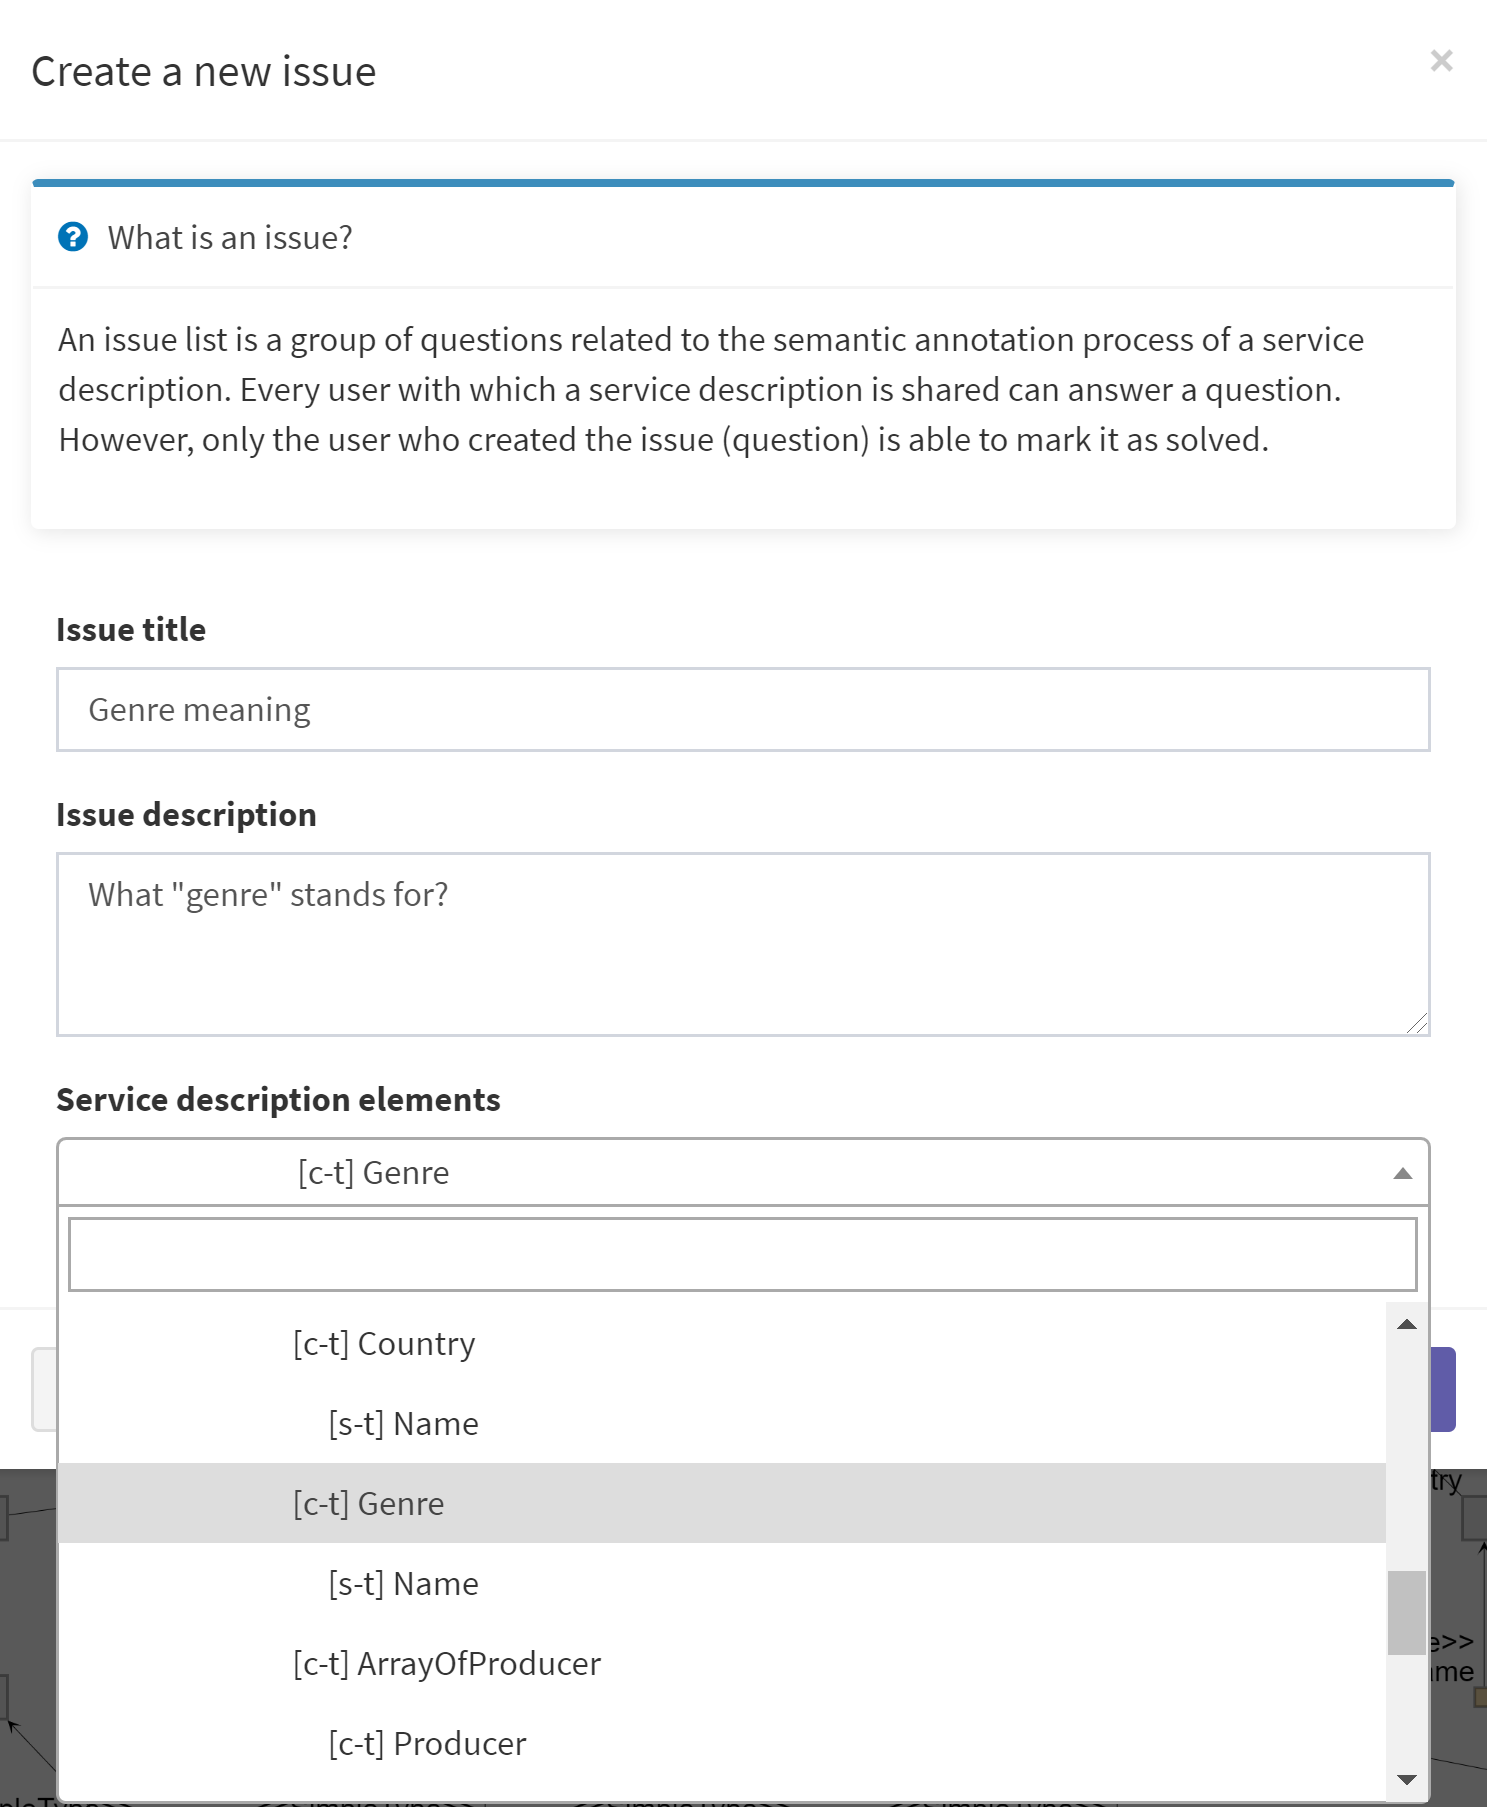 Create a new issue
×
What is an issue?
An issue list is a group of questions related to the semantic annotation process of a service
description. Every user with which a service description is shared can answer a question.
However, only the user who created the issue (question) is able to mark it as solved.
Issue title
Genre meaning
Issue description
What "genre" stands for?
Service description elements
[c-t] Genre
[c-t] Country
[s-t] Name
[c-t] Genre
[s-t] Name
[c-t] ArrayOfProducer
[c-t] Producer